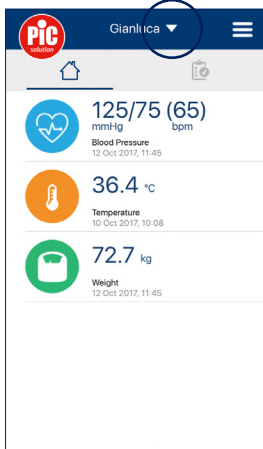 PiC
solution
Gianluca
125/75 (65)
mmHg bpm
Blood Pressure
12 Oct 2017, 11:45
36.4 °C
Temperature
10 Oct 2017, 10:08
72.7 kg
Weight
12 Oct 2017, 11:45